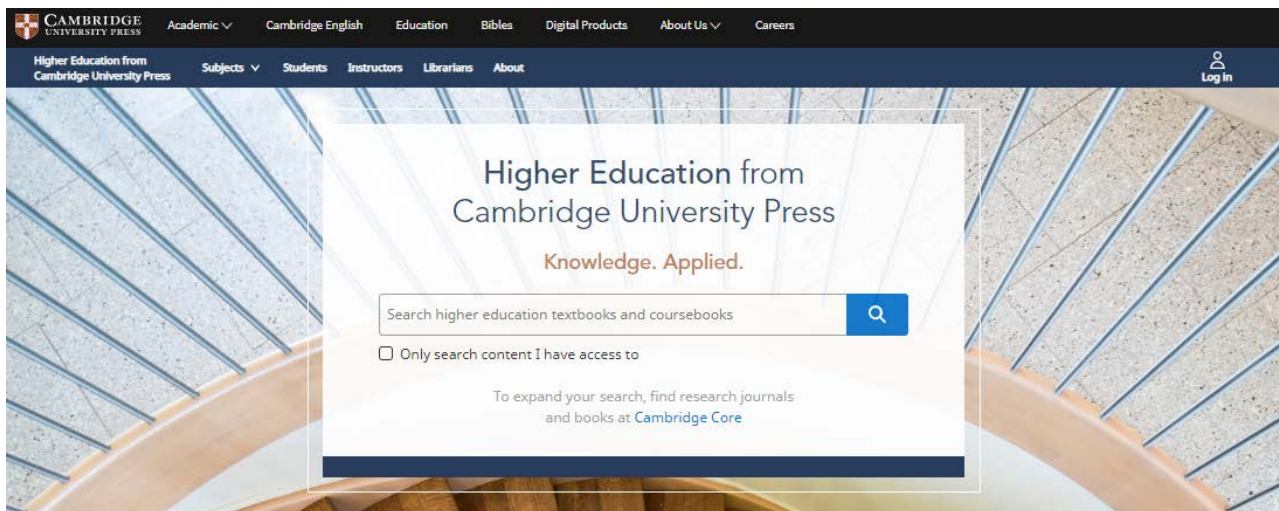 CAMBRIDGE
UNIVERSITY PRESS
Academic
Cambridge English
Education
Bibles
Digital Products
About Us
Careers
Higher Education from
Cambridge University Press
Subjects
Students
Instructors
Librarians
About
Log in
Higher Education from
Cambridge University Press
Knowledge. Applied.
Search higher education textbooks and coursebooks
Only search content I have access to
To expand your search, find research journals
and books at Cambridge Core